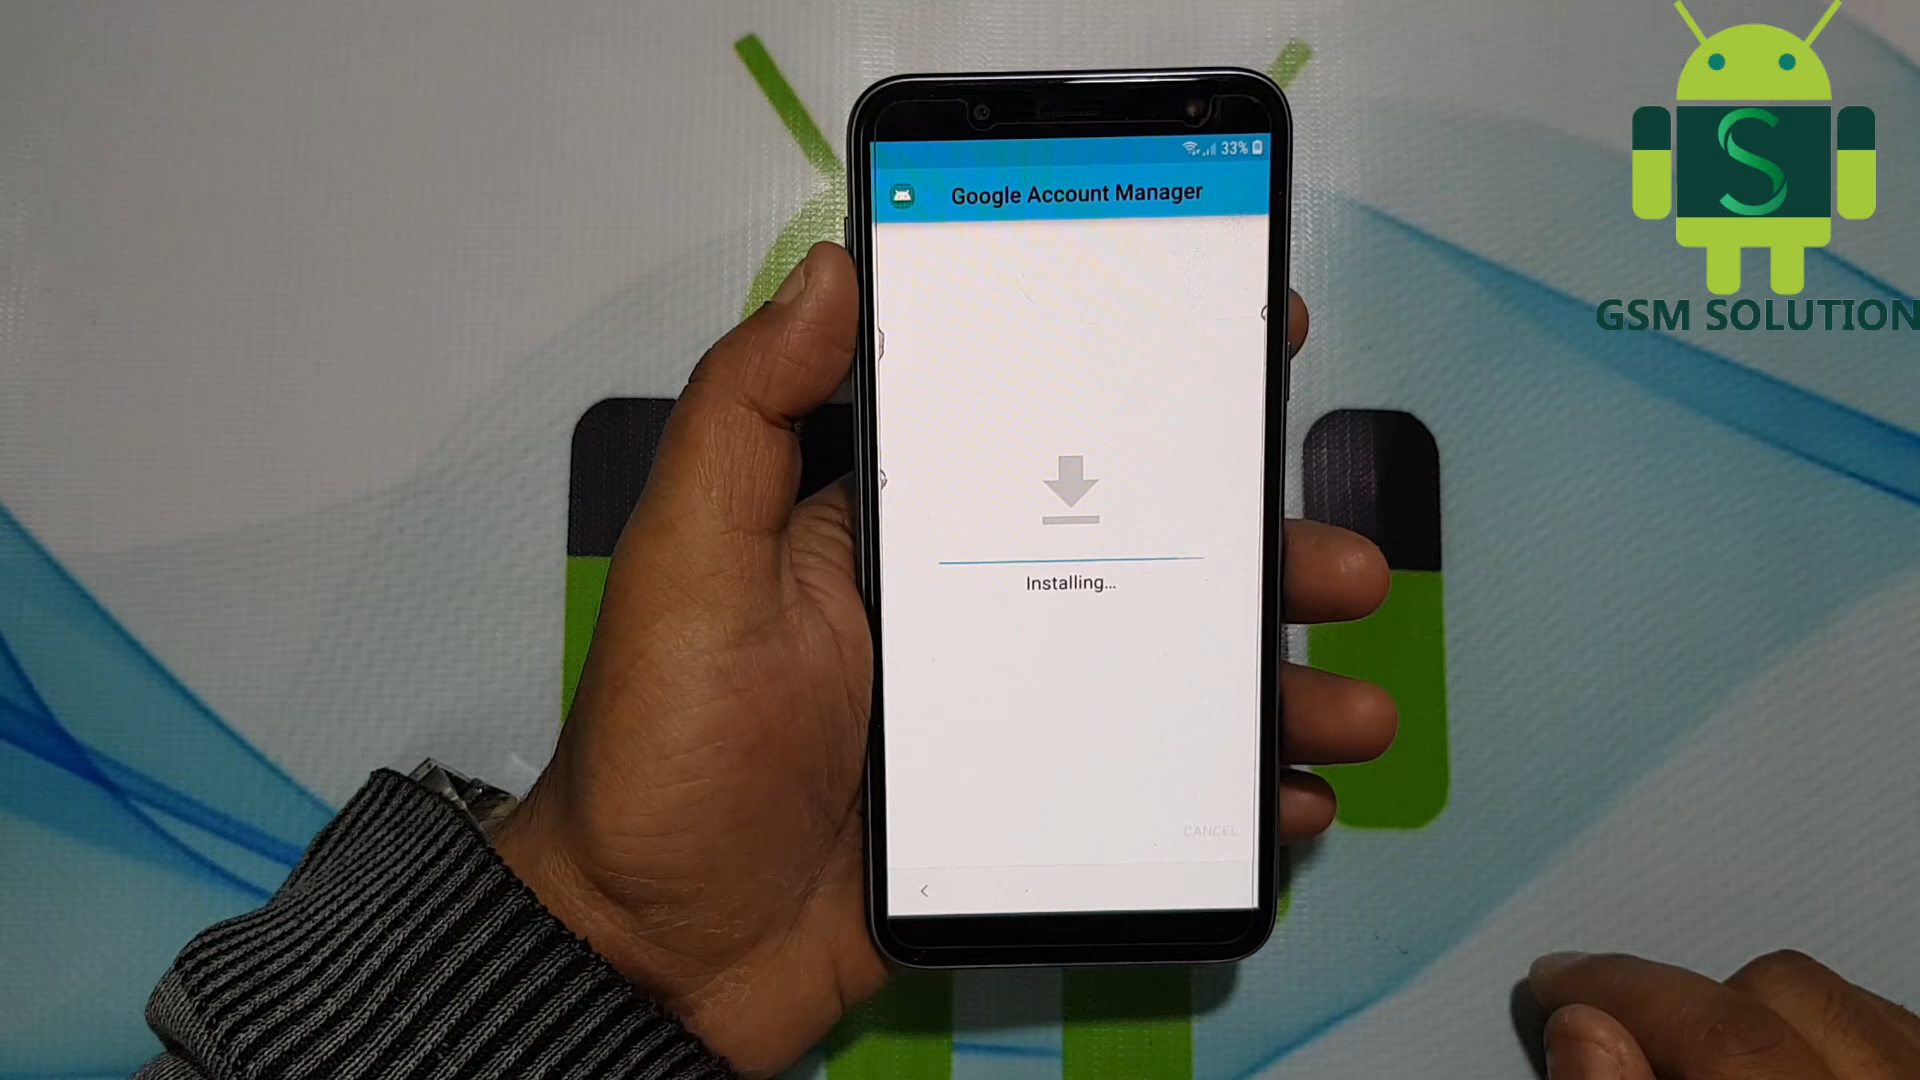 33%
Google Account Manager
Installing...
CANCEL
S
GSM SOLUTION